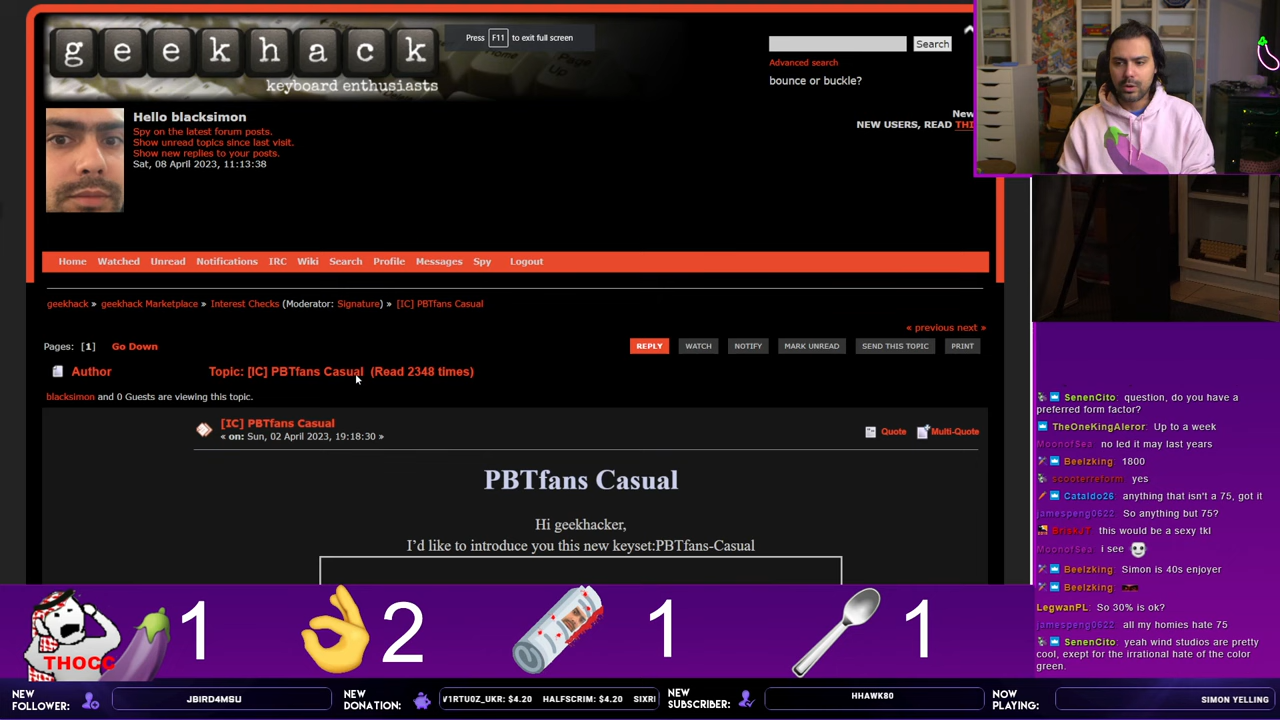 geekhack
keyboard enthusiasts
Press F11 to exit full screen
Search
Advanced search
bounce or buckle?
Hello blacksimon
Spy on the latest forum posts.
Show unread topics since last visit.
Show new replies to your posts.
Sat, 08 April 2023, 11:13:38
New
NEW USERS, READ THI
Home Watched Unread Notifications IRC Wiki Search Profile Messages Spy Logout
geekhack » geekhack Marketplace » Interest Checks (Moderator: Signature) » [IC] PBTfans Casual
« previous next »
Pages: [1] Go Down
REPLY WATCH NOTIFY MARK UNREAD SEND THIS TOPIC PRINT
Author Topic: [IC] PBTfans Casual (Read 2348 times)
blacksimon and 0 Guests are viewing this topic.
[IC] PBTfans Casual
« on: Sun, 02 April 2023, 19:18:30 »
Quote Multi-Quote
PBTfans Casual
Hi geekhacker,
I'd like to introduce you this new keyset:PBTfans-Casual
SenenCito: question, do you have a
preferred form factor?
TheOneKingAleror: Up to a week
MoonofSea: no led it may last years
Beelzking: 1800
scooterreform: yes
Cataldo26: anything that isn't a 75, got it
jamespeng0622: So anything but 75?
BriskJT: this would be a sexy tkl
MoonofSea: i see
Beelzking: Simon is 40s enjoyer
Beelzking:
LegwanPL: So 30% is ok?
jamespeng0622: all my homies hate 75
SenenCito: yeah wind studios are pretty
cool, exept for the irrational hate of the color
green.
THOCC 1 2 1 1
NEW FOLLOWER: JBIRD4MSU
NEW DONATION: V1RTU0Z_UKR: $4.20 HALFSCRIM: $4.20 SIXRI
NEW SUBSCRIBER: HHAWK80
NOW PLAYING: SIMON YELLING